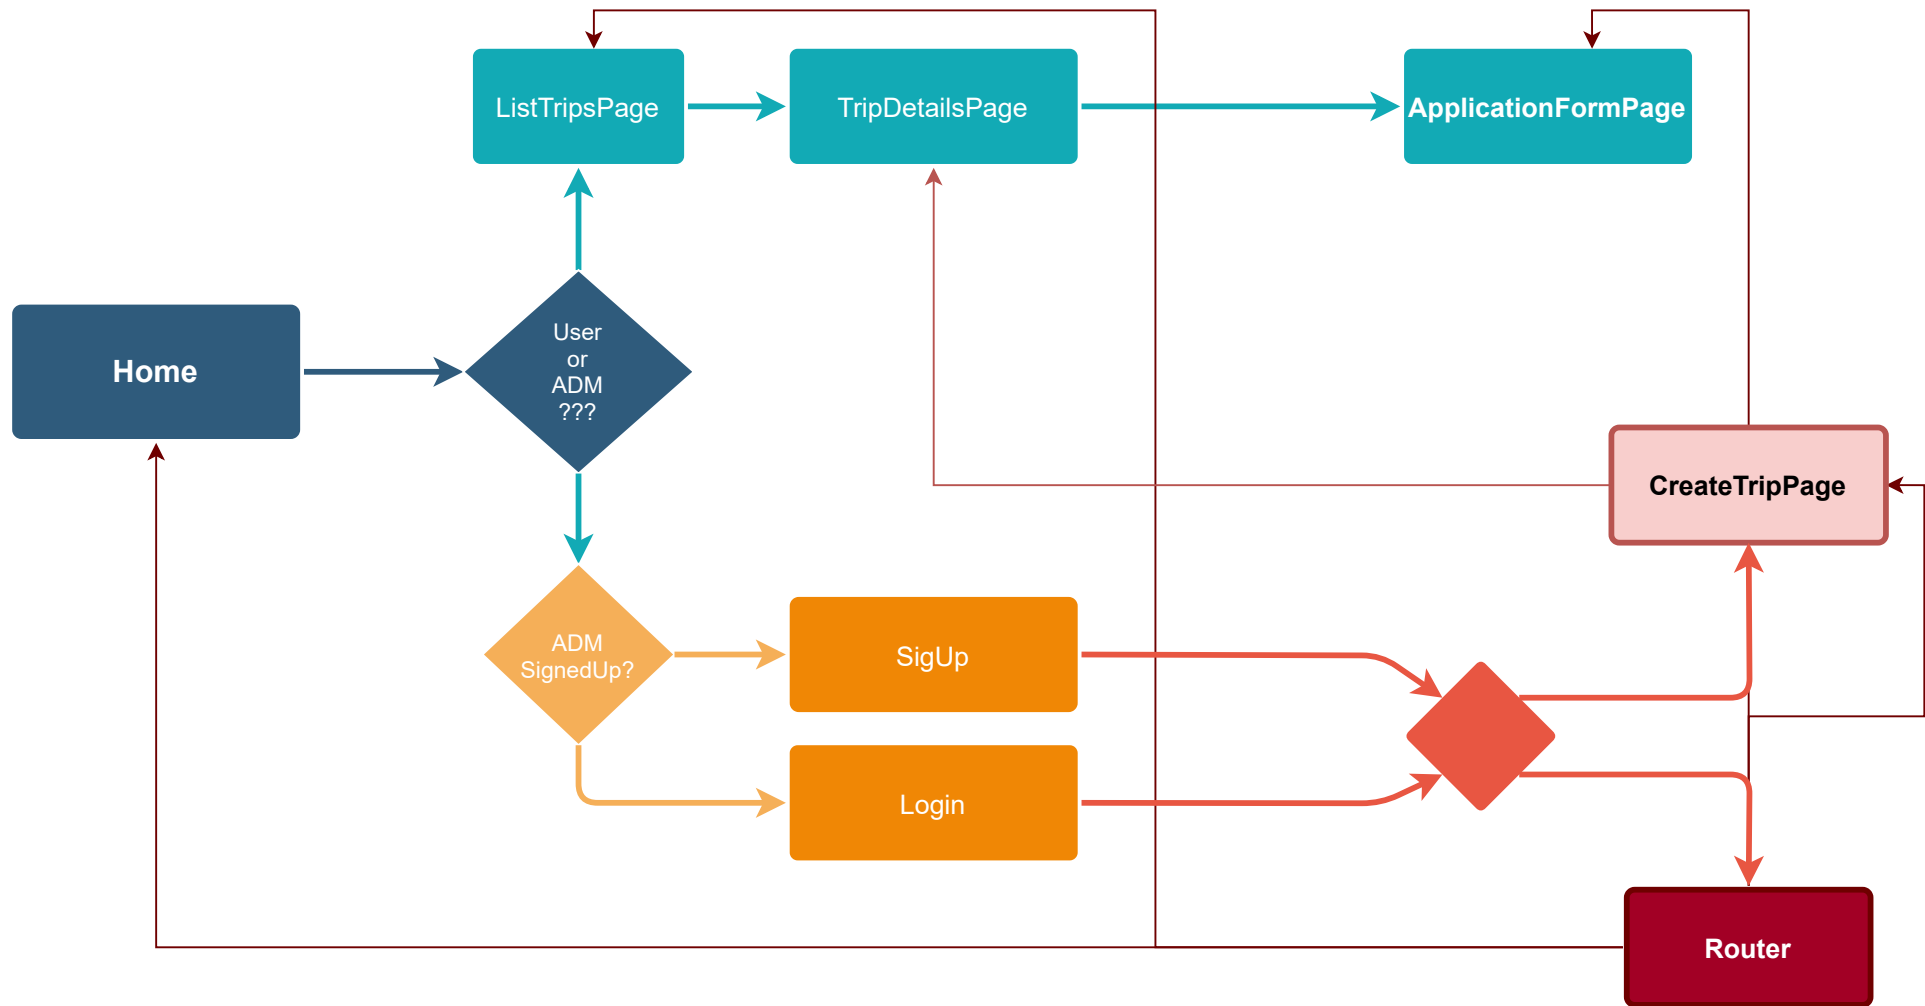 ListTripsPage
TripDetailsPage
ApplicationFormPage
Home
User
or
ADM
???
CreateTripPage
ADM
SignedUp?
SigUp
Login
Router